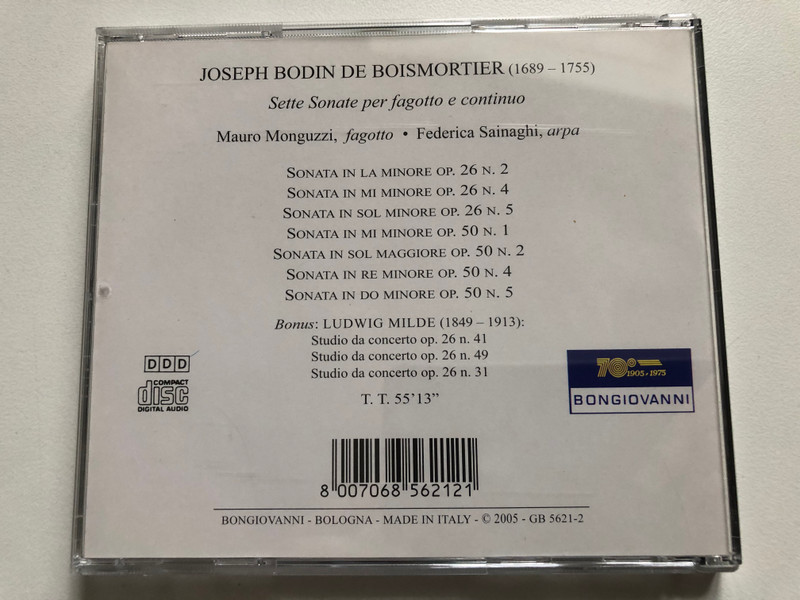 JOSEPH BODIN DE BOISMORTIER (1689 – 1755)
Sette Sonate per fagotto e continuo
Mauro Monguzzi, fagotto • Federica Sainaghi, arpa
SONATA IN LA MINORE OP. 26 N. 2
SONATA IN MI MINORE OP. 26 N. 4
SONATA IN SOL MINORE OP. 26 N. 5
SONATA IN MI MINORE OP. 50 N. 1
SONATA IN SOL MAGGIORE OP. 50 N. 2
SONATA IN RE MINORE OP. 50 N. 4
SONATA IN DO MINORE OP. 50 N. 5
Bonus: LUDWIG MILDE (1849 – 1913):
Studio da concerto op. 26 n. 41
Studio da concerto op. 26 n. 49
Studio da concerto op. 26 n. 31
T. T. 55'13”
DDD
COMPACT
disc
DIGITAL AUDIO
70° 1905 - 1975
BONGIOVANNI
8 007068 562121
BONGIOVANNI - BOLOGNA - MADE IN ITALY - © 2005 - GB 5621-2